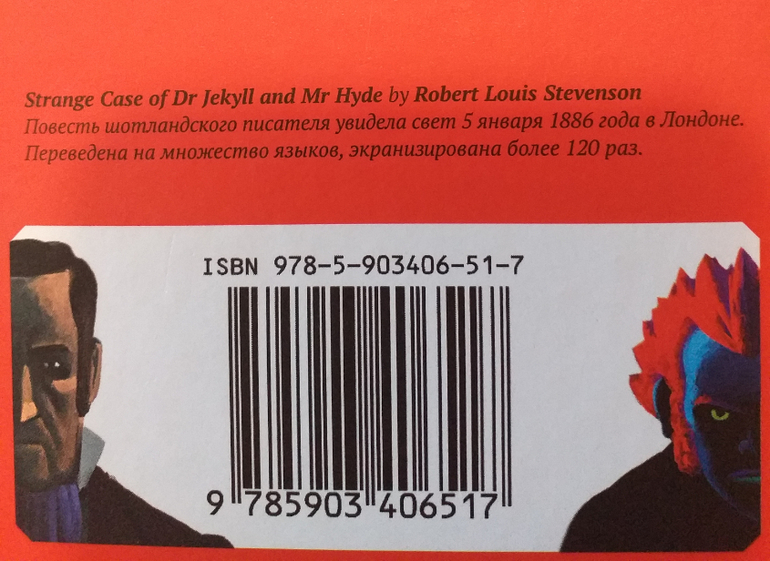 Strange Case of Dr Jekyll and Mr Hyde by Robert Louis Stevenson
Повесть шотландского писателя увидела свет 5 января 1886 года в Лондоне.
Переведена на множество языков, экранизирована более 120 раз.
ISBN 978-5-903406-51-7
9 785903 406517